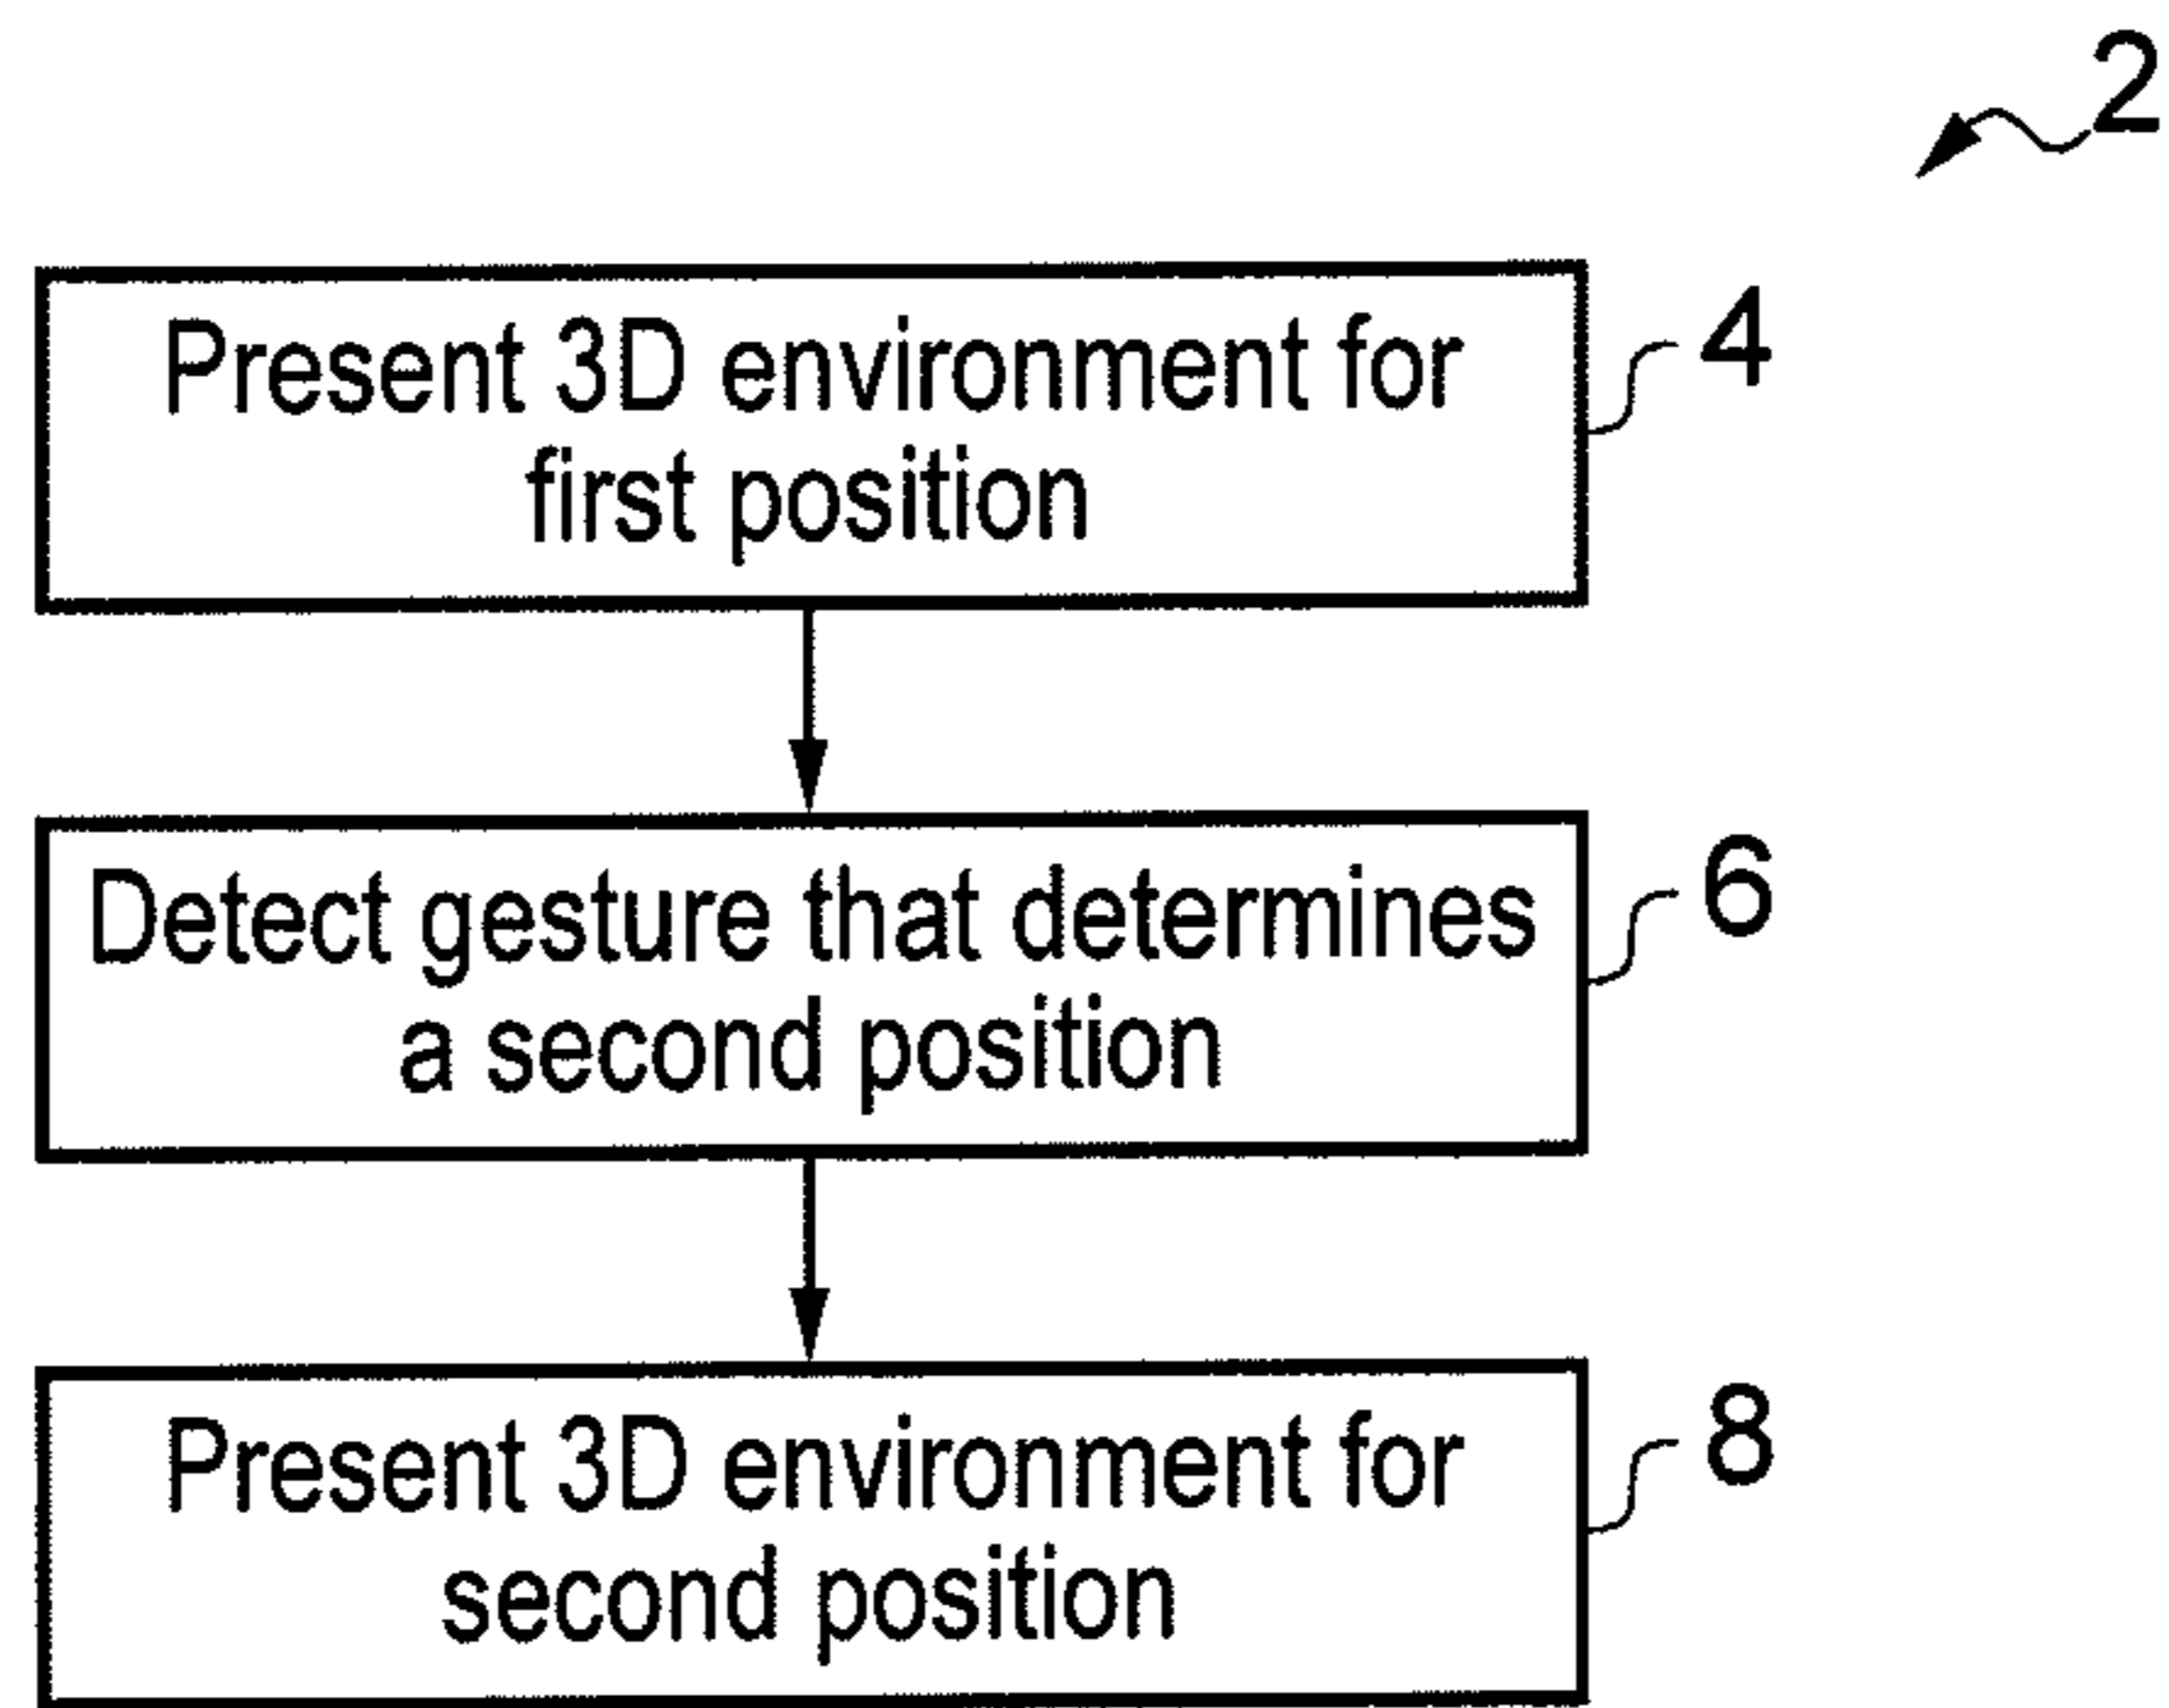 2
Present 3D environment for
first position
4
Detect gesture that determines
a second position
6
Present 3D environment for
second position
8